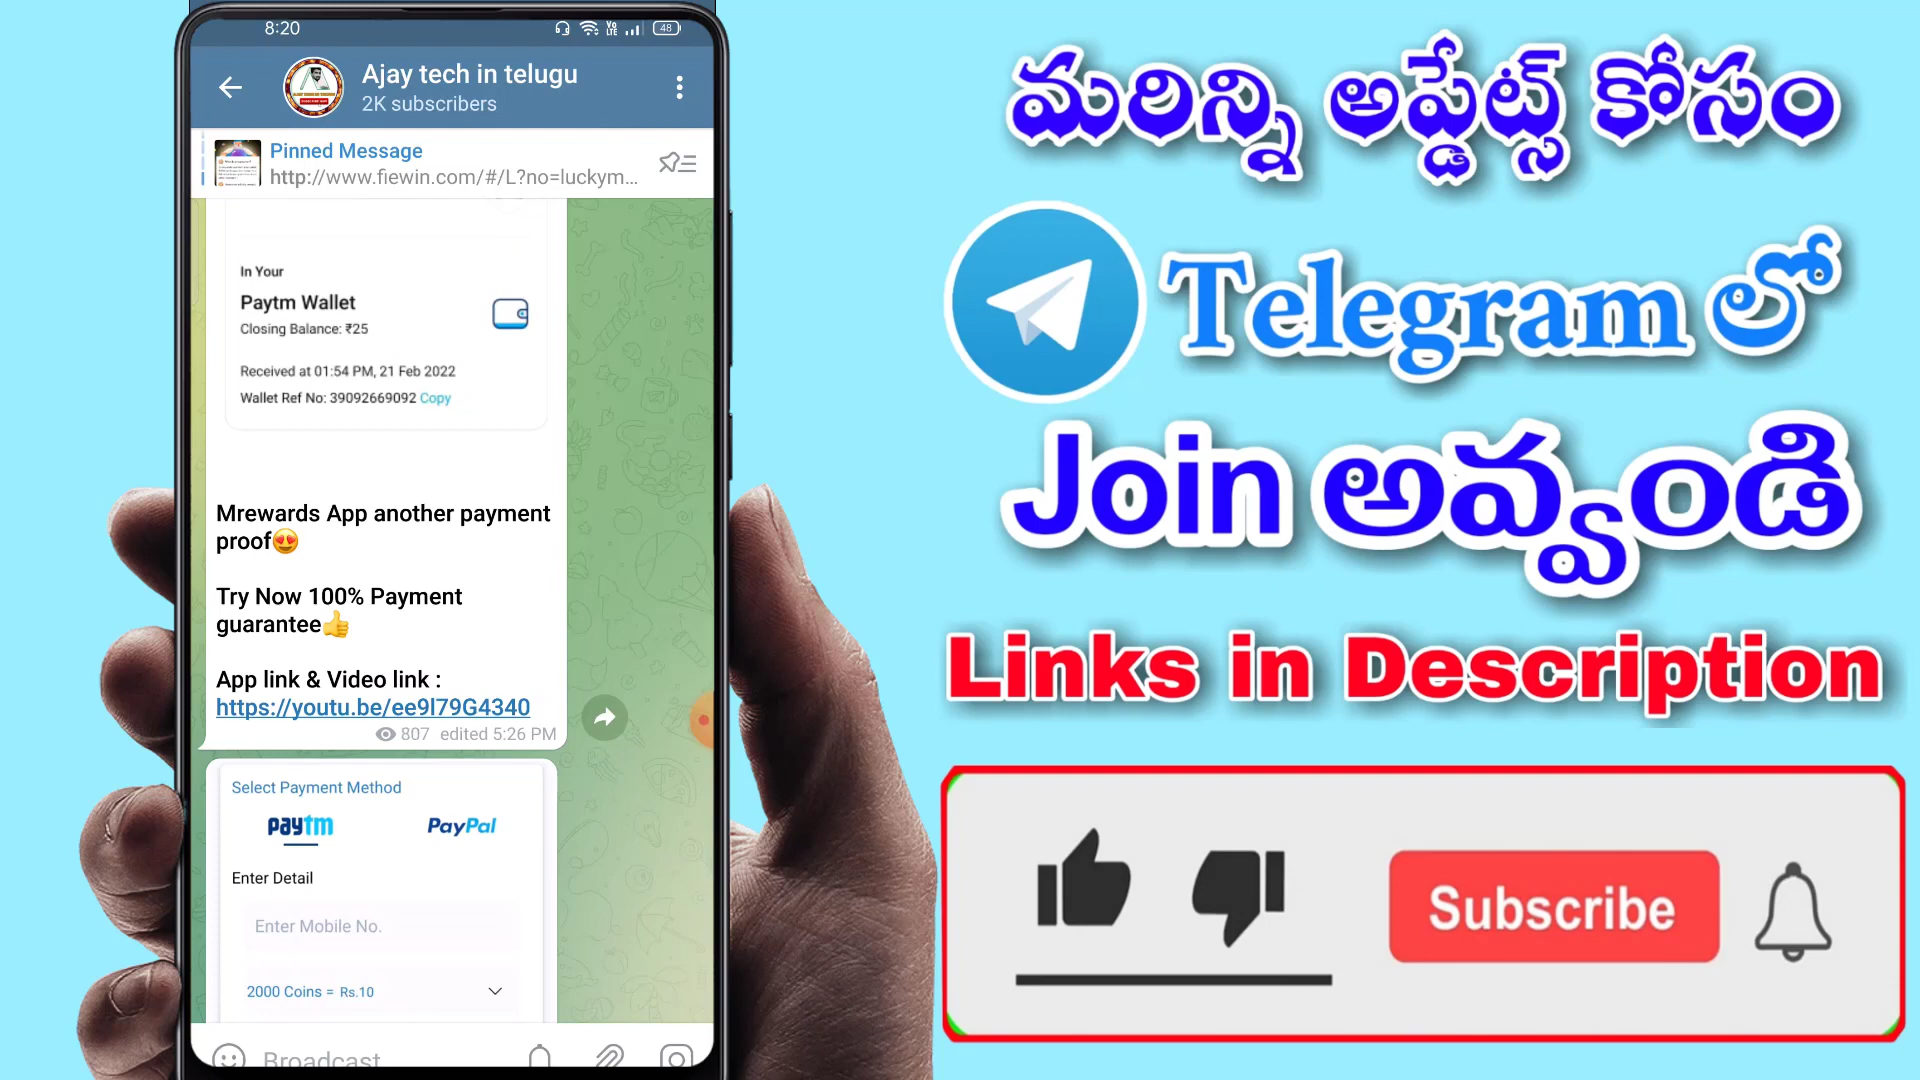 8:20
Vo
LTE
48
Ajay tech in telugu
2K subscribers
Pinned Message
http://www.fiewin.com/#/L?no=luckym...
In Your
Paytm Wallet
Closing Balance: ₹25
Received at 01:54 PM, 21 Feb 2022
Wallet Ref No: 39092669092 Copy
Mrewards App another payment
proof😍
Try Now 100% Payment
guarantee👍
App link & Video link :
https://youtu.be/ee9l79G4340
807 edited 5:26 PM
Select Payment Method
paytm PayPal
Enter Detail
Enter Mobile No.
2000 Coins = Rs.10
Broadcast
మరిన్ని అప్డేట్స్ కోసం
Telegram లో
Join అవ్వండి
Links in Description
Subscribe